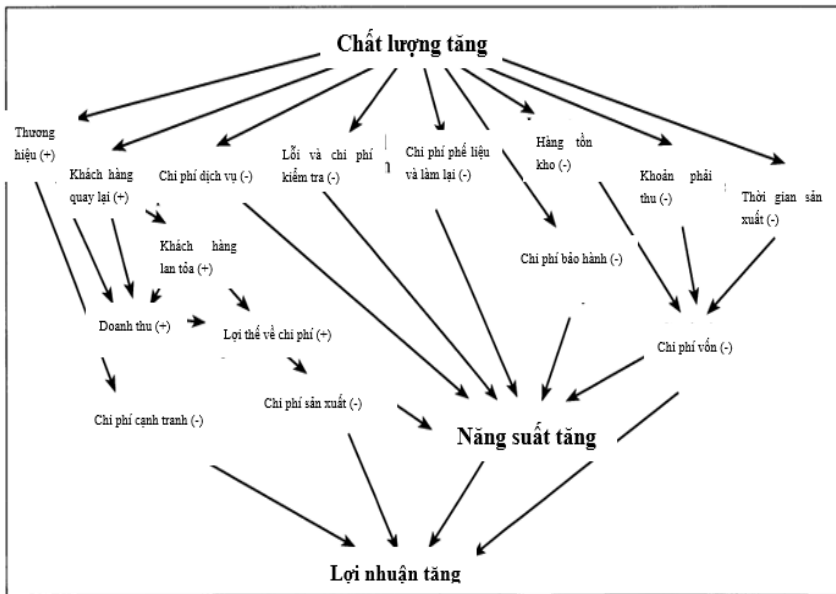 Chất lượng tăng
Thương
hiệu (+)
Khách hàng
quay lại (+)
Chi phí dịch vụ (-)
Lỗi và chi phí
kiểm tra (-)
Chi phí phế liệu
và làm lại (-)
Hàng tồn
kho (-)
Khoản phải
thu (-)
Thời gian sản
xuất (-)
Khách hàng
lan tỏa (+)
Chi phí bảo hành (-)
Doanh thu (+)
Lợi thế về chi phí (+)
Chi phí vốn (-)
Chi phí cạnh tranh (-)
Chi phí sản xuất (-)
Năng suất tăng
Lợi nhuận tăng